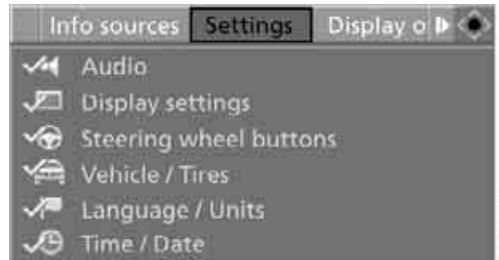 Info sources Settings Display o
Audio
Display settings
Steering wheel buttons
Vehicle / Tires
Language / Units
Time / Date